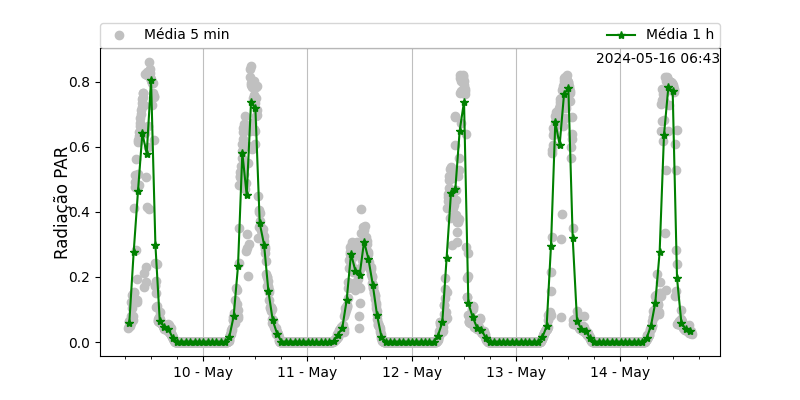 Média 5 min
Média 1 h
2024-05-16 06:43
Radiação PAR
0.8
0.6
0.4
0.2
0.0
10 - May
11 - May
12 - May
13 - May
14 - May